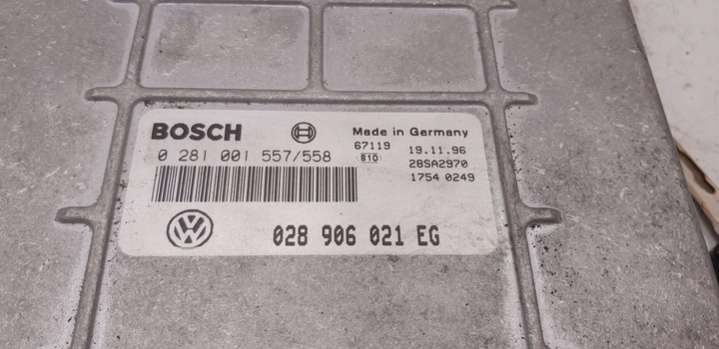 BOSCH
Made in Germany
0 281 001 557/558
67119 19.11.96
810 28SA2970
1754 0249
028 906 021 EG